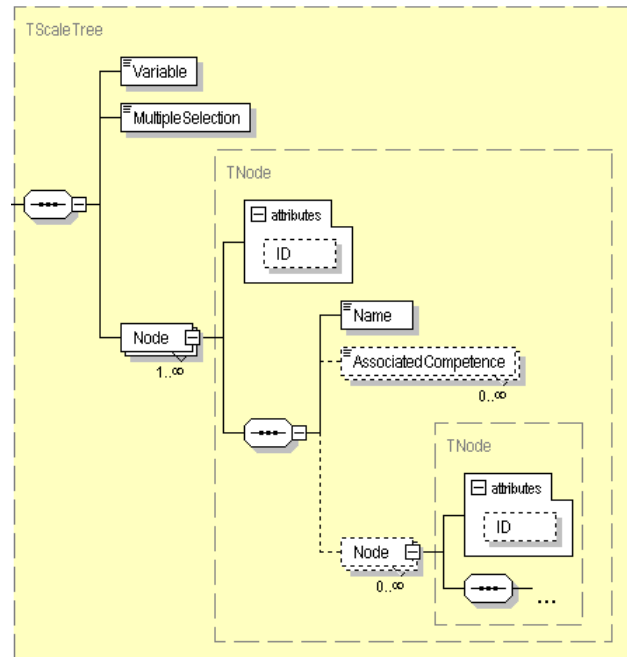 TScaleTree
Variable
MultipleSelection
TNode
attributes
ID
Node
1..∞
Name
AssociatedCompetence
0..∞
TNode
attributes
ID
Node
0..∞
...